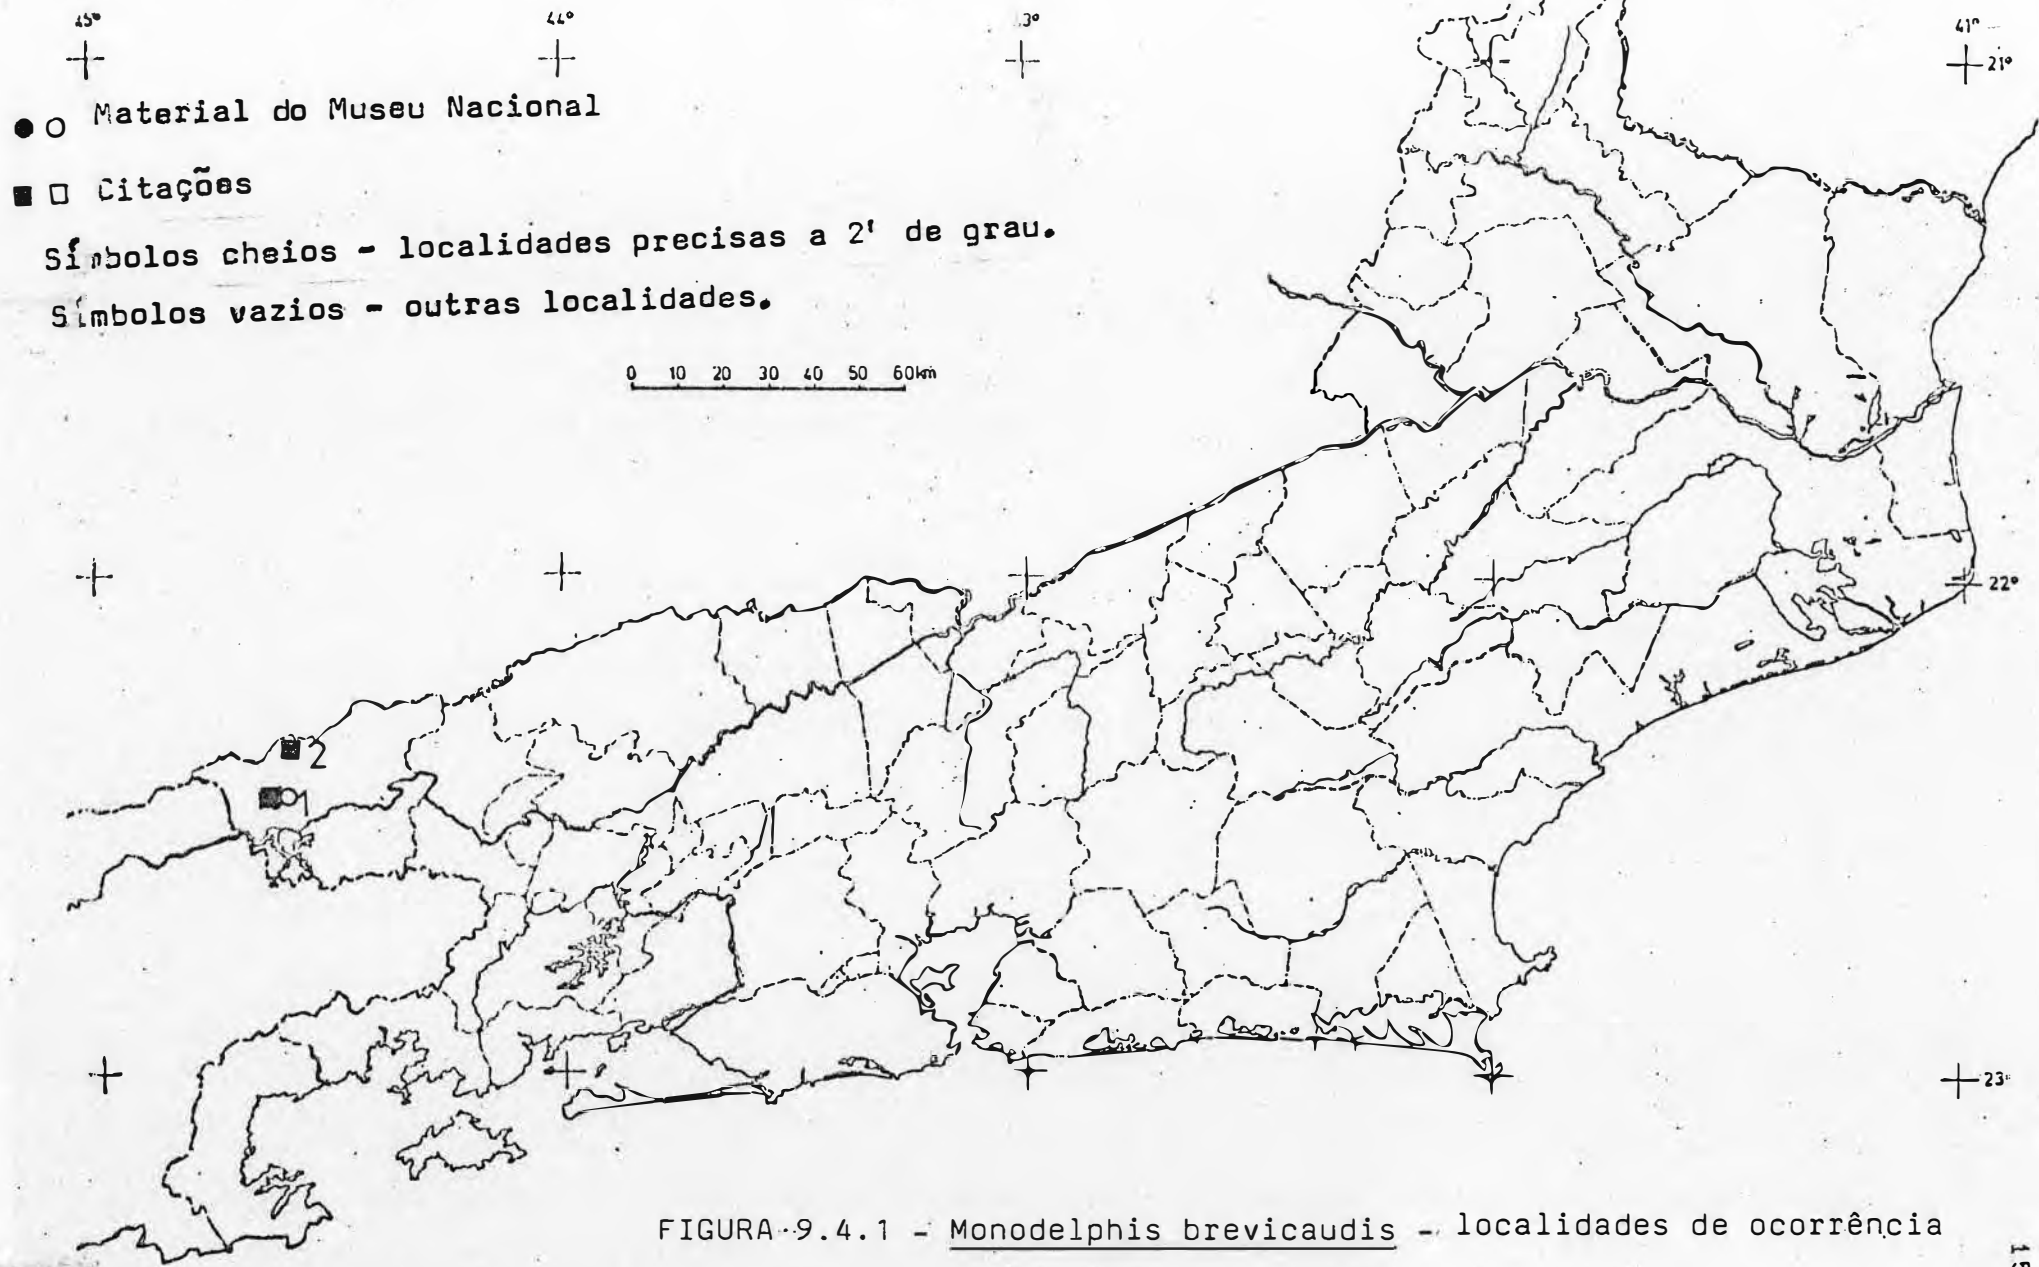 45° 44° 3° 41°
21°
Material do Museu Nacional
Citações
Símbolos cheios - localidades precisas a 2' de grau.
Símbolos vazios - outras localidades.
0 10 20 30 40 50 60km
22°
2
1
23°
FIGURA 9.4.1 - Monodelphis brevicaudis - localidades de ocorrência